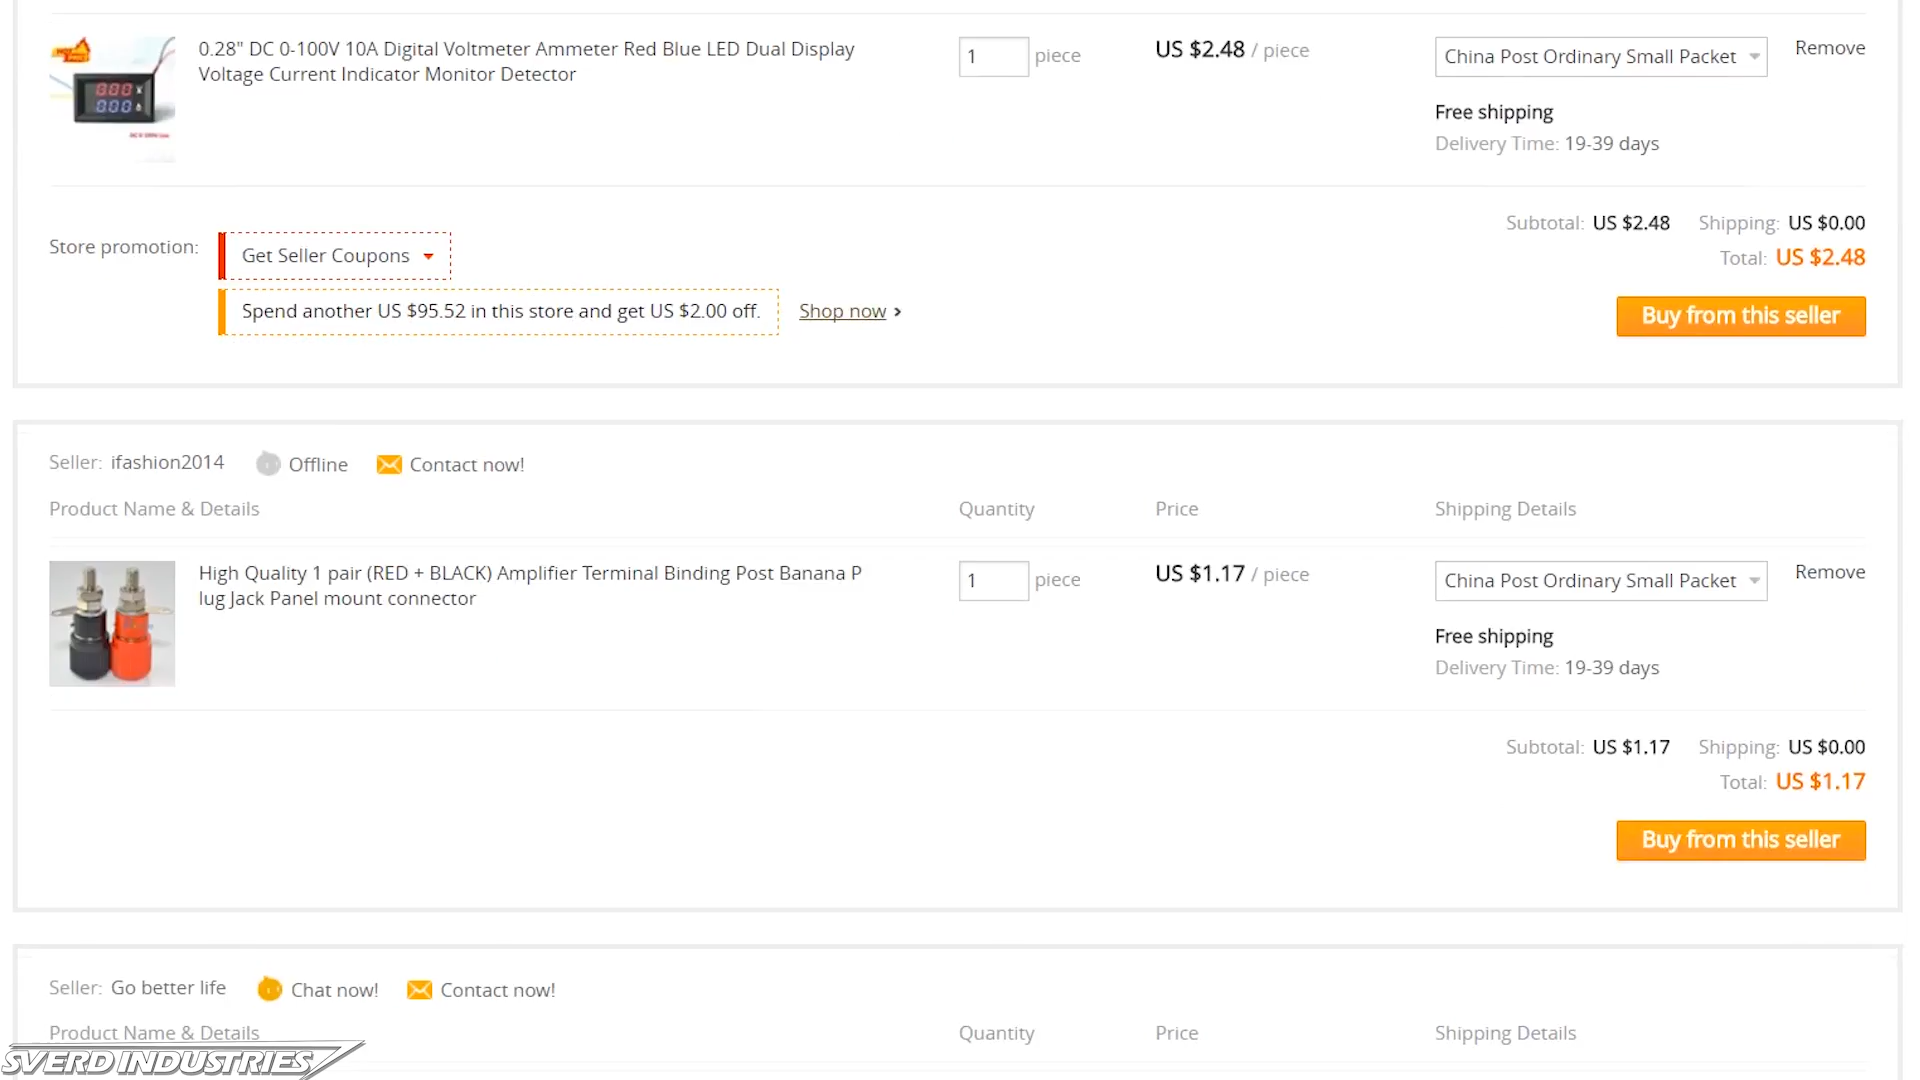 0.28" DC 0-100V 10A Digital Voltmeter Ammeter Red Blue LED Dual Display
Voltage Current Indicator Monitor Detector
1 piece
US $2.48 / piece
China Post Ordinary Small Packet
Remove
Free shipping
Delivery Time: 19-39 days
Subtotal: US $2.48 Shipping: US $0.00
Total: US $2.48
Store promotion:
Get Seller Coupons
Spend another US $95.52 in this store and get US $2.00 off.
Shop now >
Buy from this seller
Seller: ifashion2014 Offline Contact now!
Product Name & Details Quantity Price Shipping Details
High Quality 1 pair (RED + BLACK) Amplifier Terminal Binding Post Banana P
lug Jack Panel mount connector
1 piece
US $1.17 / piece
China Post Ordinary Small Packet
Remove
Free shipping
Delivery Time: 19-39 days
Subtotal: US $1.17 Shipping: US $0.00
Total: US $1.17
Buy from this seller
Seller: Go better life Chat now! Contact now!
Product Name & Details Quantity Price Shipping Details
SVERD INDUSTRIES